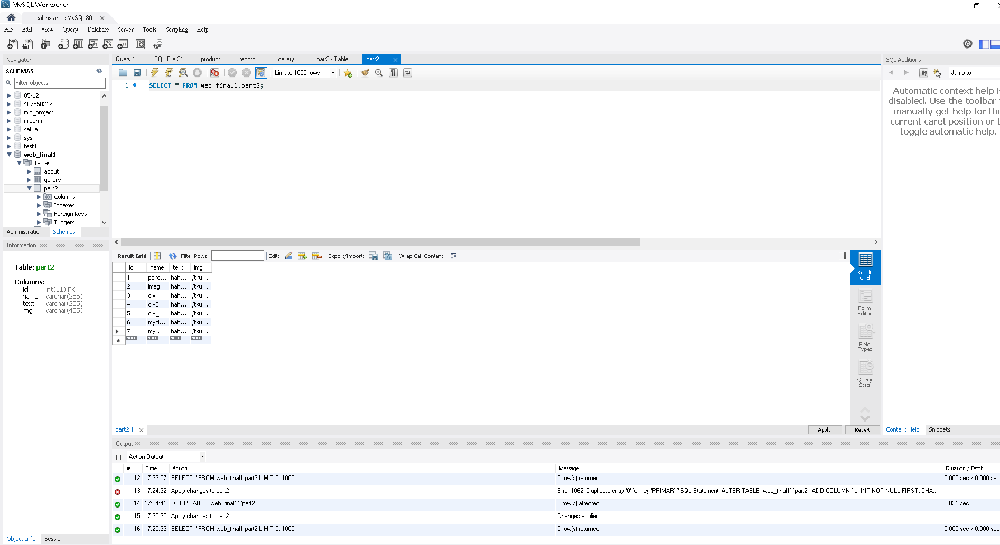 MySQL Workbench
Local instance MySQL80
File Edit View Query Database Server Tools Scripting Help
Navigator
SCHEMAS
Filter objects
05-12
407850212
mid_project
miderm
sakila
sys
test1
web_final1
Tables
about
gallery
part2
Columns
Indexes
Foreign Keys
Triggers
Administration Schemas
Information
Table: part2
Columns:
id int(11) PK
name varchar(255)
text varchar(255)
img varchar(455)
Object Info Session
Query 1 SQL File 3* product record gallery part2 - Table part2
Limit to 1000 rows
1 SELECT * FROM web_final1.part2;
Result Grid Filter Rows: Edit: Export/Import: Wrap Cell Content:
id name text img
1 poke... hah... /tku...
2 imag... hah... /tku...
3 div hah... /tku...
4 div2 hah... /tku...
5 div_... hah... /tku...
6 mycl... hah... /tku...
7 myr... hah... /tku...
NULL NULL NULL NULL
Result
Grid
Form
Editor
Field
Types
Query
Stats
part2 1
Apply Revert
SQL Additions
Jump to
Automatic context help is
disabled. Use the toolbar
manually get help for the
current caret position or t
toggle automatic help.
Context Help Snippets
Output
Action Output
# Time Action Message Duration / Fetch
12 17:22:07 SELECT * FROM web_final1.part2 LIMIT 0, 1000 0 row(s) returned 0.000 sec / 0.000 sec
13 17:24:32 Apply changes to part2 Error 1062: Duplicate entry '0' for key 'PRIMARY' SQL Statement: ALTER TABLE `web_final1`.`part2` ADD COLUMN `id` INT NOT NULL FIRST, CHA...
14 17:24:41 DROP TABLE `web_final1`.`part2` 0 row(s) affected 0.031 sec
15 17:25:25 Apply changes to part2 Changes applied
16 17:25:33 SELECT * FROM web_final1.part2 LIMIT 0, 1000 0 row(s) returned 0.000 sec / 0.000 sec